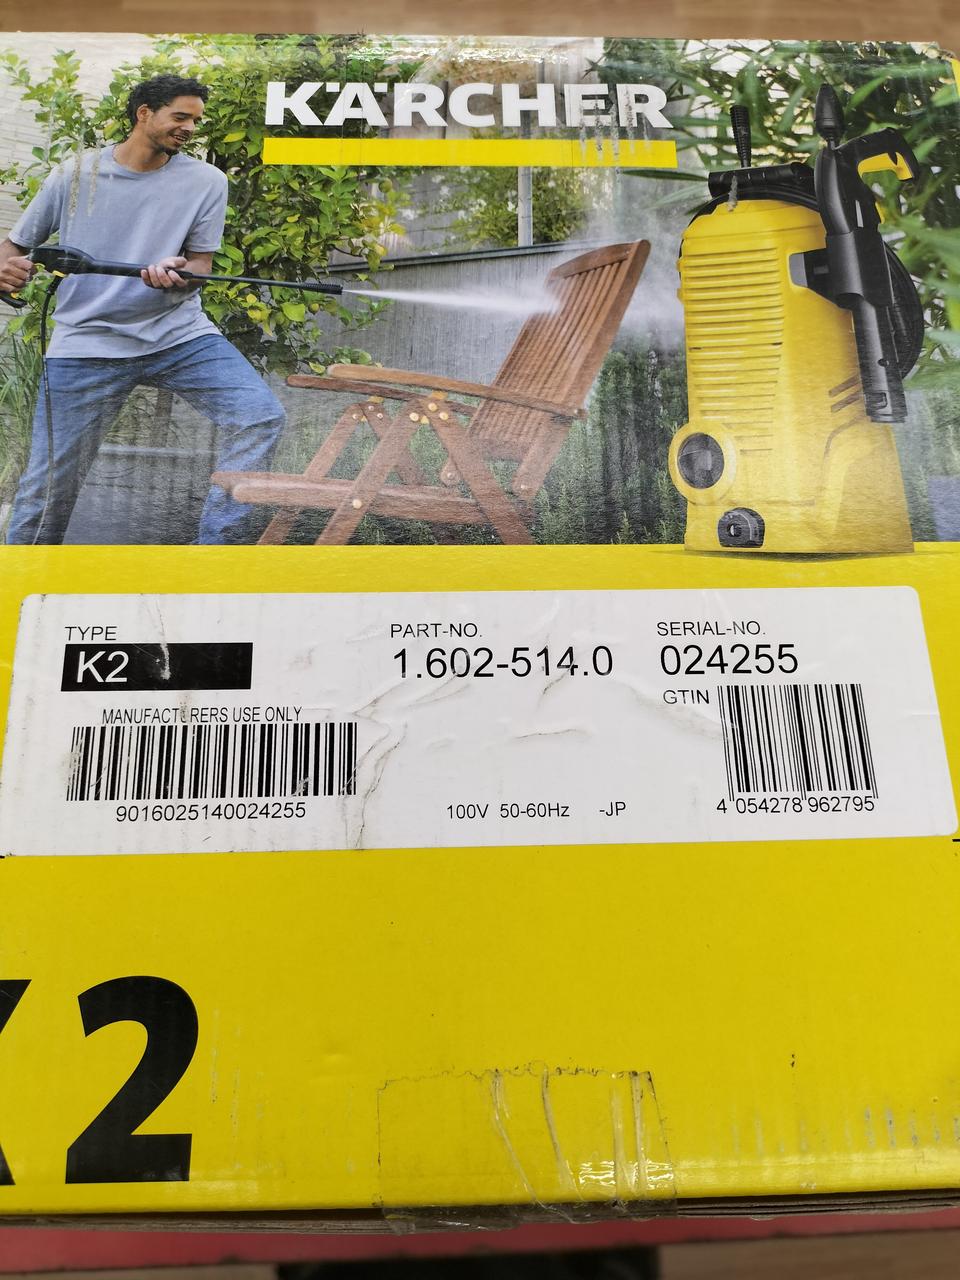 KÄRCHER
TYPE
K2
PART-NO.
1.602-514.0
SERIAL-NO.
024255
GTIN
MANUFACTURERS USE ONLY
9016025140024255
100V 50-60Hz -JP
4 054278 962795
K2